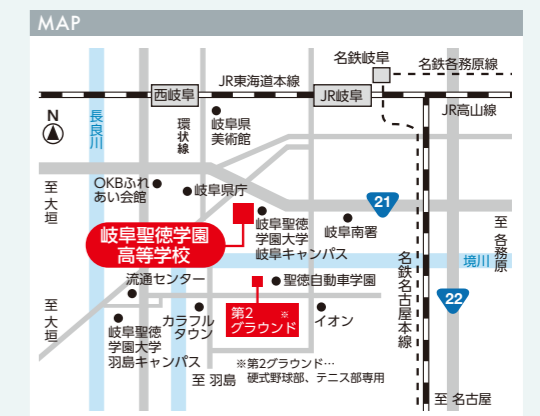 MAP
名鉄岐阜
名鉄各務原線
JR東海道本線
西岐阜
JR岐阜
JR高山線
N
長良川
環状線
岐阜県
美術館
至 大垣
OKBふれ
あい会館
岐阜県庁
21
岐阜聖徳学園
高等学校
岐阜聖徳
学園大学
岐阜キャンパス
岐阜南署
至 各務原
境川
名鉄名古屋本線
流通センター
聖徳自動車学園
22
至 大垣
第2 ※
グラウンド
カラフル
タウン
イオン
岐阜聖徳
学園大学
羽島キャンパス
※第2グラウンド…
硬式野球部、テニス部専用
至 羽島
至 名古屋